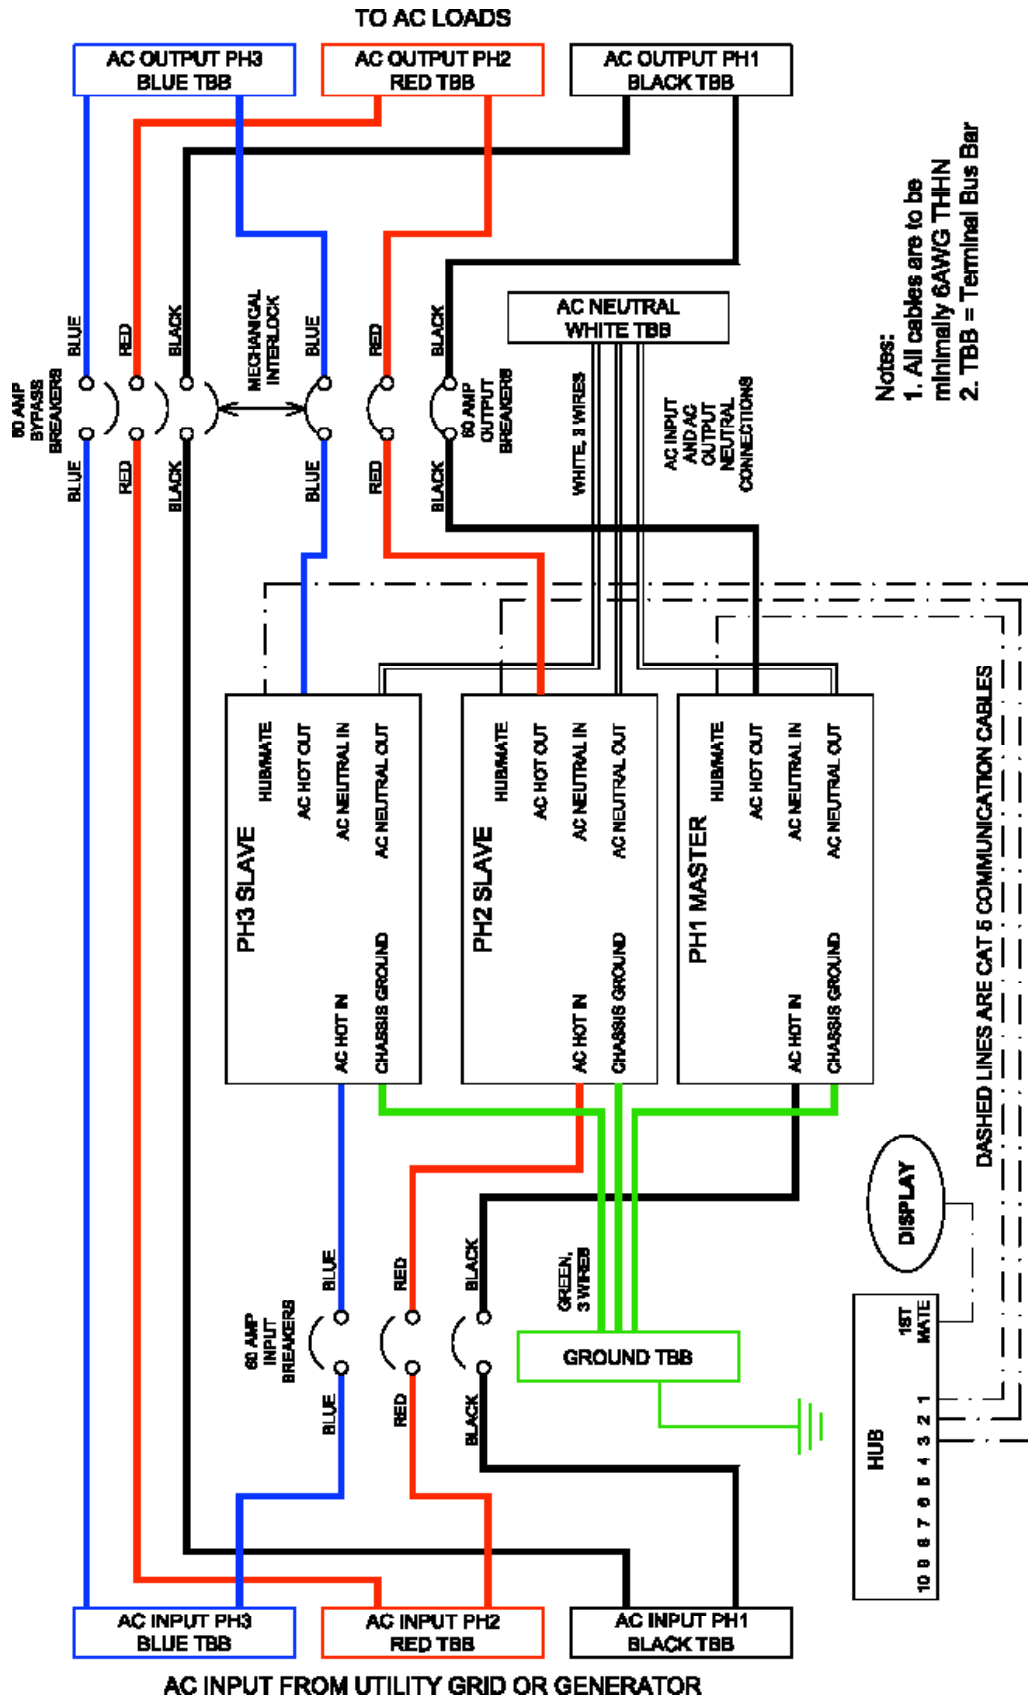 TO AC LOADS
AC OUTPUT PH3
BLUE TBB
AC OUTPUT PH2
RED TBB
AC OUTPUT PH1
BLACK TBB
Notes:
1. All cables are to be
minimally 6AWG THHN
2. TBB = Terminal Bus Bar
AC NEUTRAL
WHITE TBB
BLUE
RED
BLACK
MECHANICAL
INTERLOCK
BLUE
RED
BLACK
60 AMP
BYPASS
BREAKERS
60 AMP
OUTPUT
BREAKERS
BLUE
RED
BLACK
BLUE
RED
BLACK
WHITE, 3 WIRES
AC INPUT
AND AC
OUTPUT
NEUTRAL
CONNECTIONS
PH3 SLAVE
HUB/MATE
AC HOT OUT
AC NEUTRAL IN
AC NEUTRAL OUT
AC HOT IN
CHASSIS GROUND
PH2 SLAVE
HUB/MATE
AC HOT OUT
AC NEUTRAL IN
AC NEUTRAL OUT
AC HOT IN
CHASSIS GROUND
PH1 MASTER
HUB/MATE
AC HOT OUT
AC NEUTRAL IN
AC NEUTRAL OUT
AC HOT IN
CHASSIS GROUND
DASHED LINES ARE CAT 5 COMMUNICATION CABLES
DISPLAY
60 AMP
INPUT
BREAKERS
BLUE
RED
BLACK
BLUE
RED
BLACK
GREEN,
3 WIRES
GROUND TBB
HUB
1ST
MATE
10 9 8 7 6 5 4 3 2 1
AC INPUT PH3
BLUE TBB
AC INPUT PH2
RED TBB
AC INPUT PH1
BLACK TBB
AC INPUT FROM UTILITY GRID OR GENERATOR